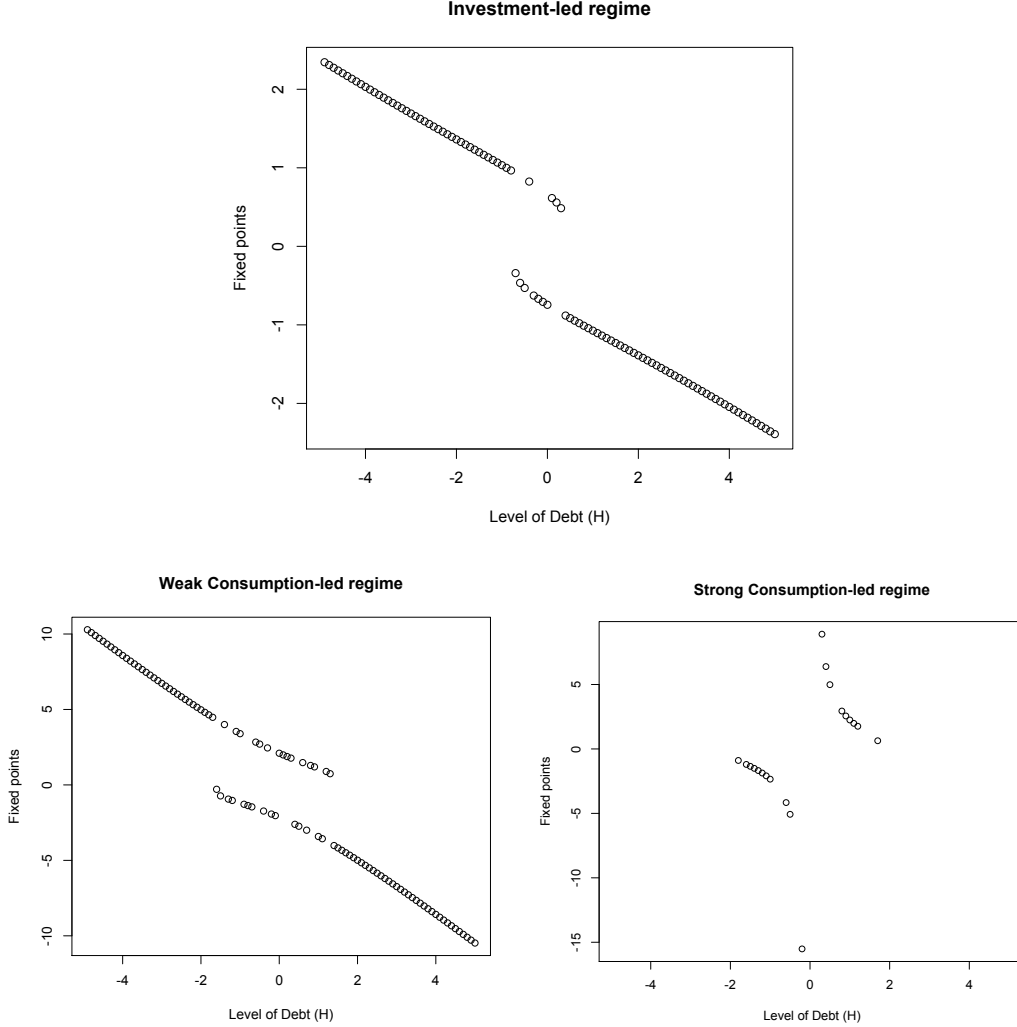 Investment-led regime
2
1
0
-1
-2
Fixed points
-4 -2 0 2 4
Level of Debt (H)
Weak Consumption-led regime
10
5
0
-5
-10
Fixed points
-4 -2 0 2 4
Level of Debt (H)
Strong Consumption-led regime
5
0
-5
-10
-15
Fixed points
-4 -2 0 2 4
Level of Debt (H)